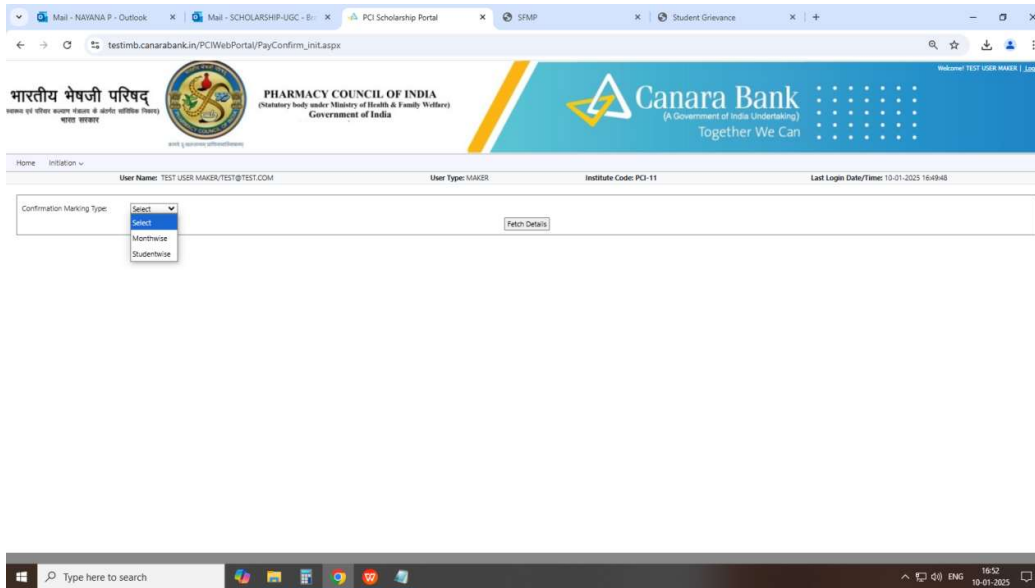 Mail - NAYANA P - Outlook
Mail - SCHOLARSHIP-UGC - Br
PCI Scholarship Portal
SFMP
Student Grievance
testimb.canarabank.in/PCIWebPortal/PayConfirm_init.aspx
Welcome! TEST USER MAKER | Log
भारतीय भेषजी परिषद्
भारत सरकार
PHARMACY COUNCIL OF INDIA
(Statutory body under Ministry of Health & Family Welfare)
Government of India
Canara Bank
(A Government of India Undertaking)
Together We Can
Home Initiation
User Name: TEST USER MAKER/TEST@TEST.COM User Type: MAKER Institute Code: PCI-11 Last Login Date/Time: 10-01-2025 16:49:48
Confirmation Marking Type: Select
Select
Monthwise
Studentwise
Fetch Details
Type here to search
ENG
16:52
10-01-2025